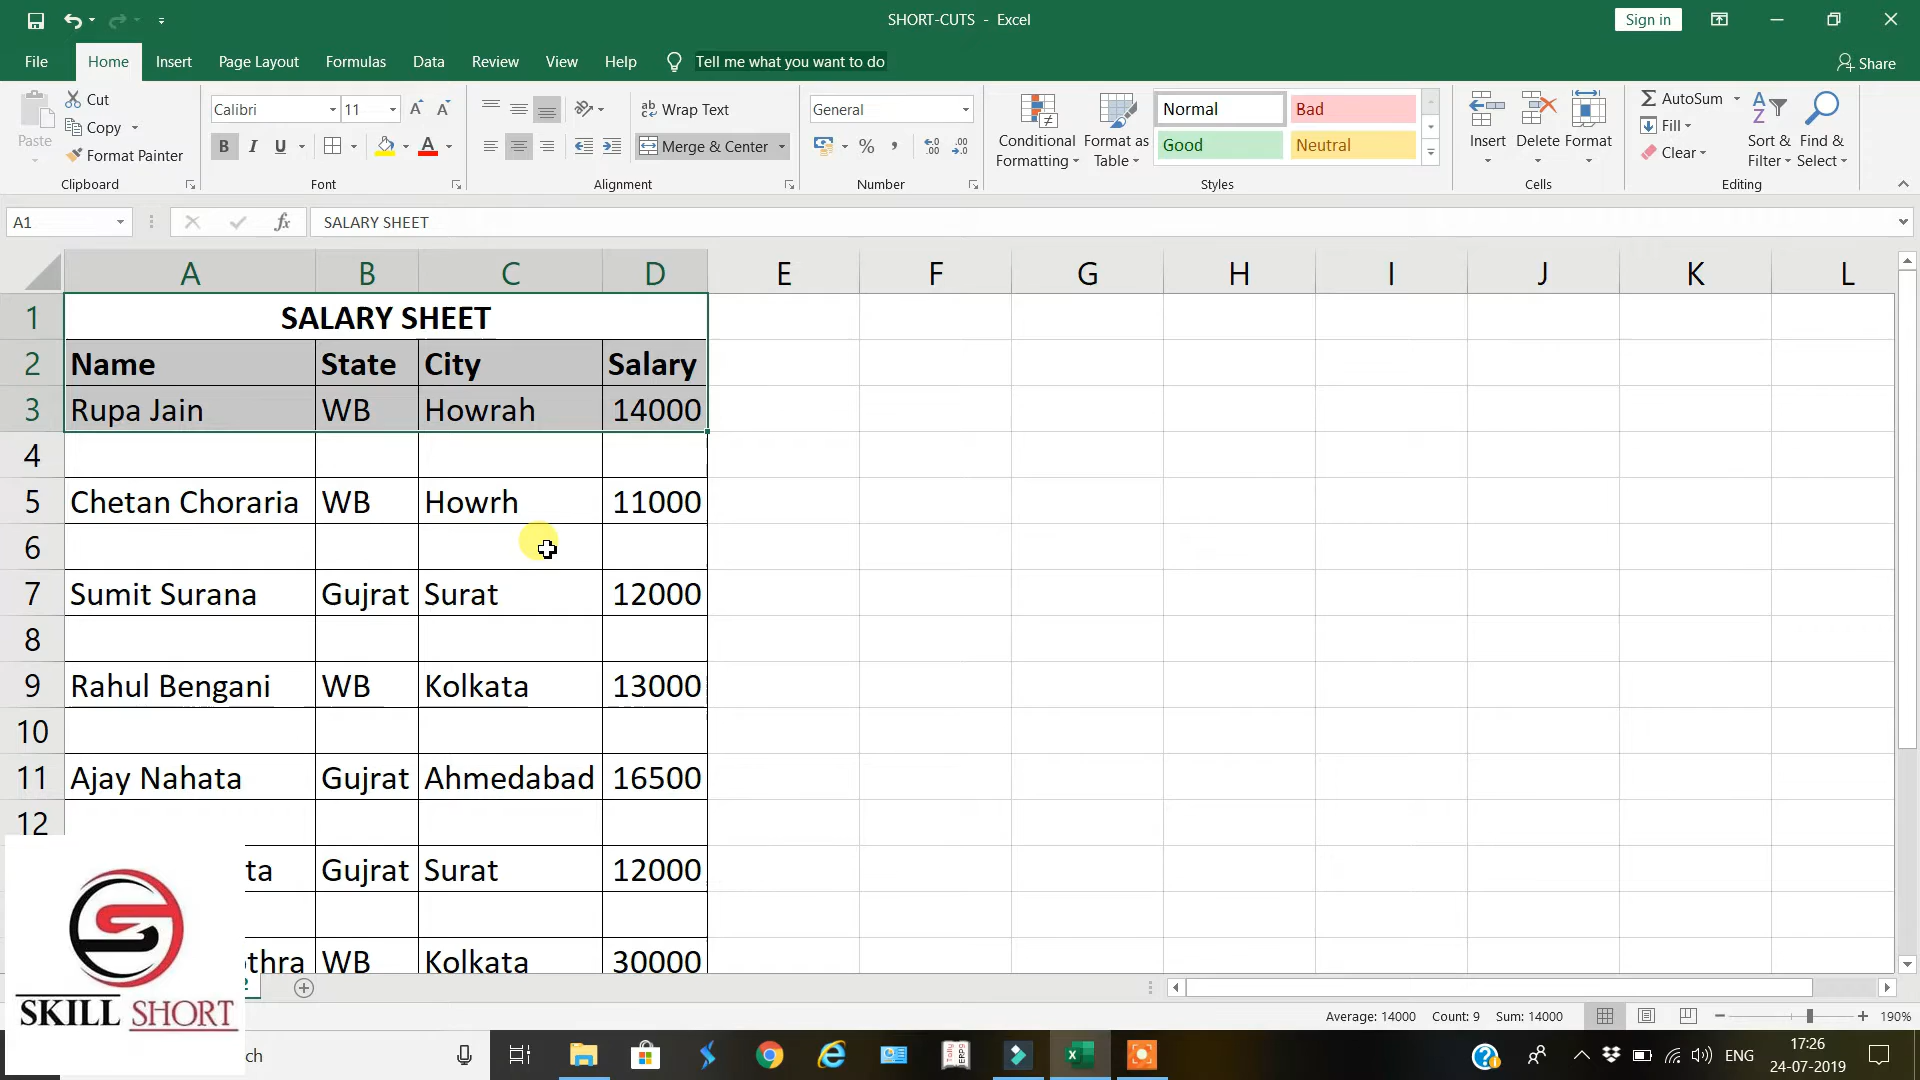 SHORT-CUTS - Excel
Sign in
File Home Insert Page Layout Formulas Data Review View Help Tell me what you want to do Share
Paste Cut Copy Format Painter Clipboard
Calibri 11 A A B I U A Font
ab Wrap Text Merge & Center Alignment
General % , Number
Conditional Formatting Format as Table Normal Bad Good Neutral Styles
Insert Delete Format Cells
AutoSum Fill Clear Sort & Filter Find & Select Editing
A1 fx SALARY SHEET
A B C D E F G H I J K L
1 SALARY SHEET
2 Name State City Salary
3 Rupa Jain WB Howrah 14000
4
5 Chetan Choraria WB Howrh 11000
6
7 Sumit Surana Gujrat Surat 12000
8
9 Rahul Bengani WB Kolkata 13000
10
11 Ajay Nahata Gujrat Ahmedabad 16500
12
ta Gujrat Surat 12000
thra WB Kolkata 30000
SKILL SHORT
Average: 14000 Count: 9 Sum: 14000 190%
ch
ENG
17:26
24-07-2019